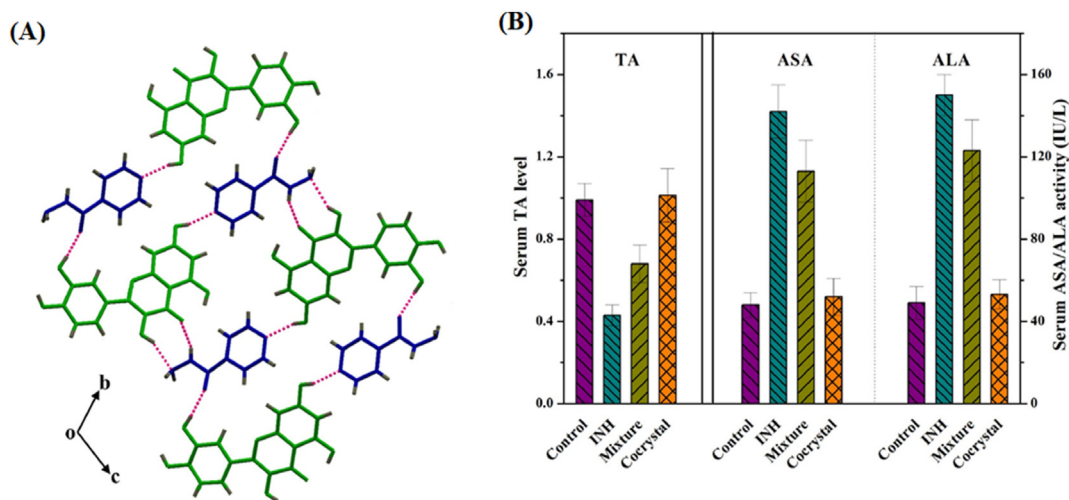 (A)
b
o
c
(B)
TA
ASA
ALA
Serum TA level
1.6
1.2
0.8
0.4
0.0
160
120
80
40
0
Serum ASA/ALA activity (IU/L)
Control
INH
Mixture
Cocrystal
Control
INH
Mixture
Cocrystal
Control
INH
Mixture
Cocrystal